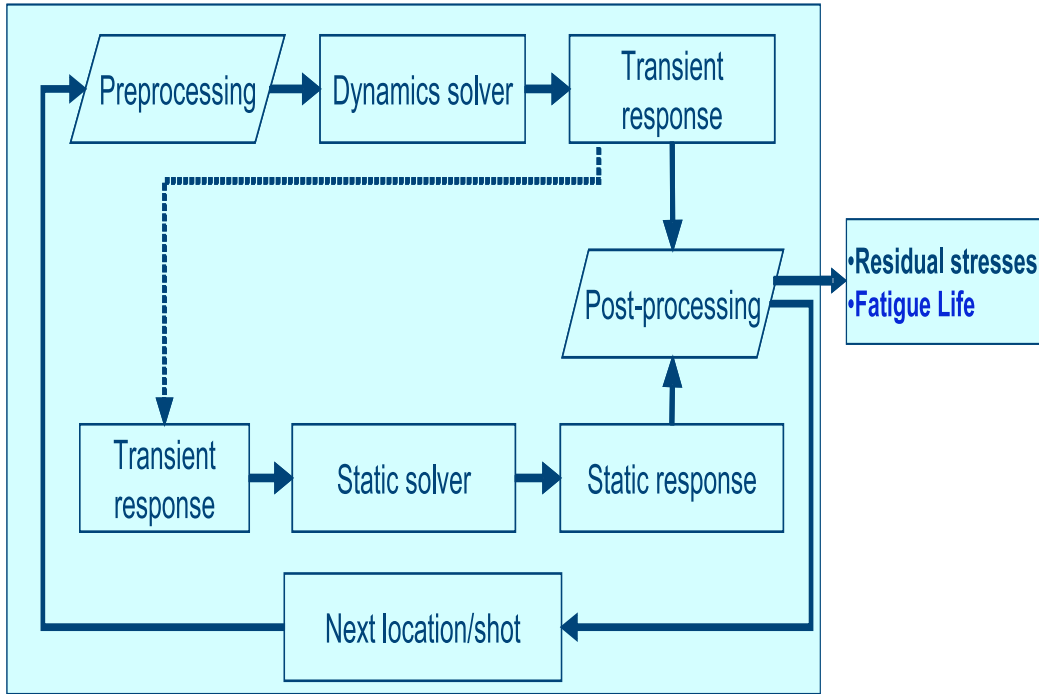 Preprocessing
Dynamics solver
Transient
response
Post-processing
•Residual stresses
•Fatigue Life
Transient
response
Static solver
Static response
Next location/shot